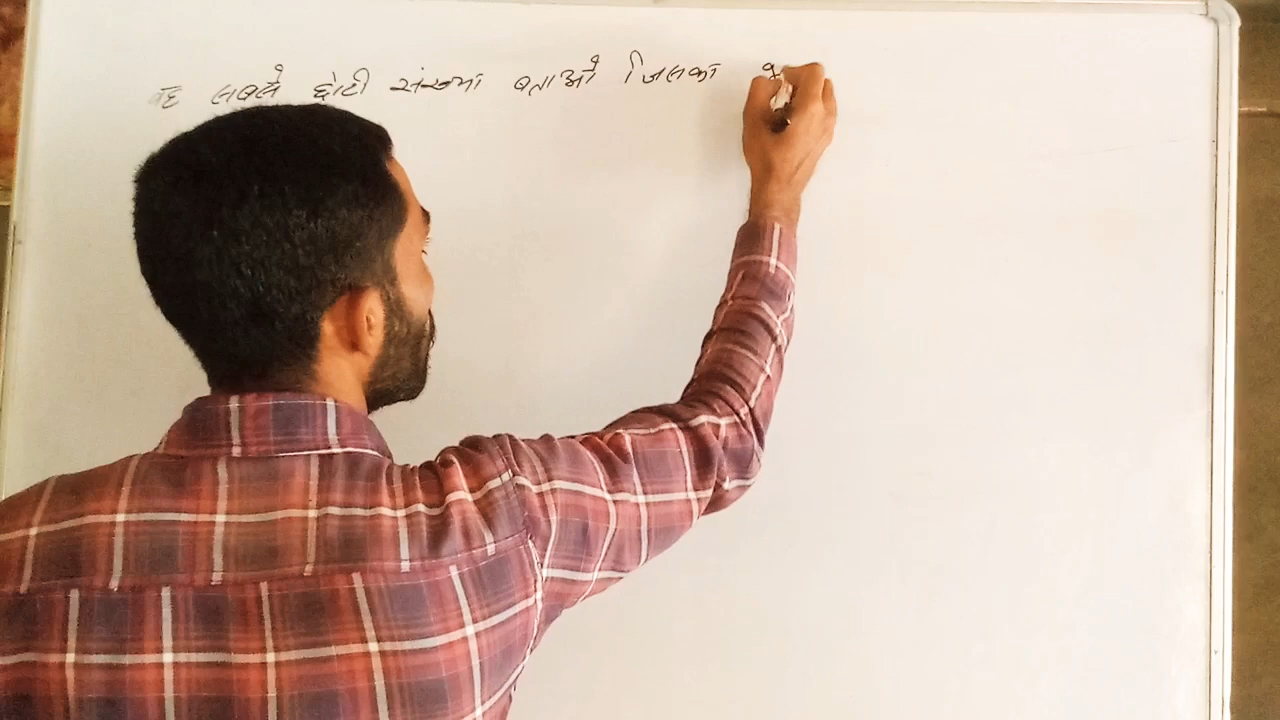 वह सबसे छोटी संख्या बताओ जिसका